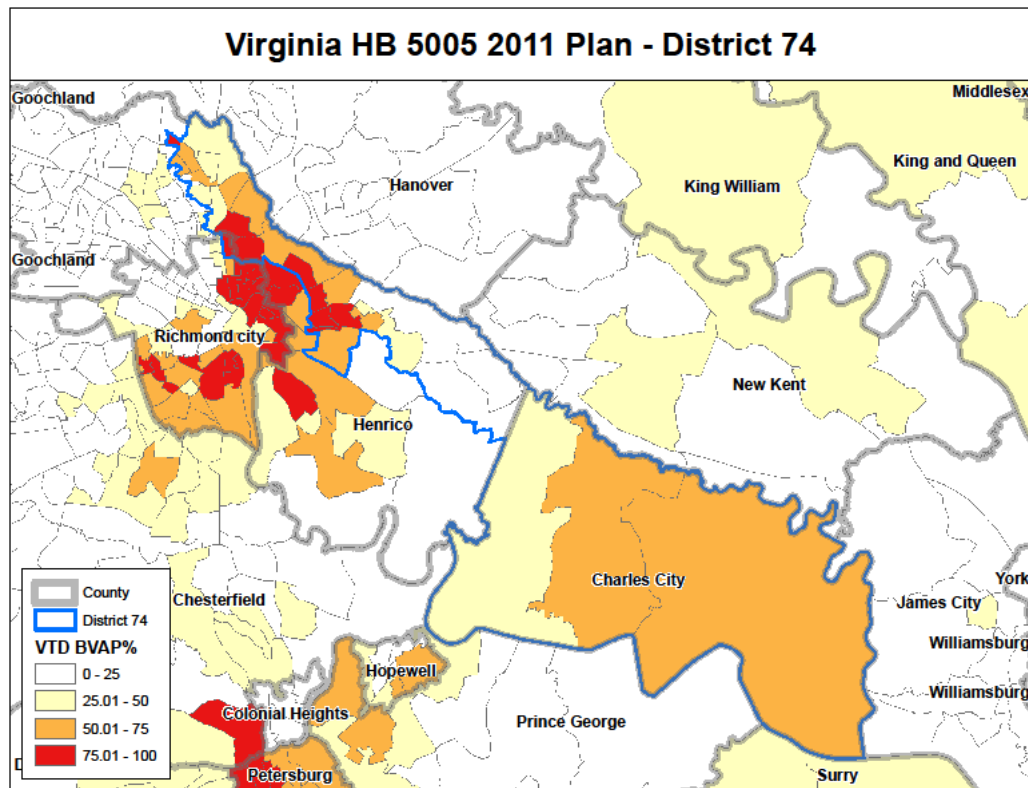 Virginia HB 5005 2011 Plan - District 74
Goochland
Middlesex
King and Queen
Hanover
King William
Goochland
Richmond city
New Kent
Henrico
Charles City
York
James City
Chesterfield
Williamsburg
Hopewell
Williamsburg
Colonial Heights
Prince George
D
Petersburg
Surry
County
District 74
VTD BVAP%
0 - 25
25.01 - 50
50.01 - 75
75.01 - 100